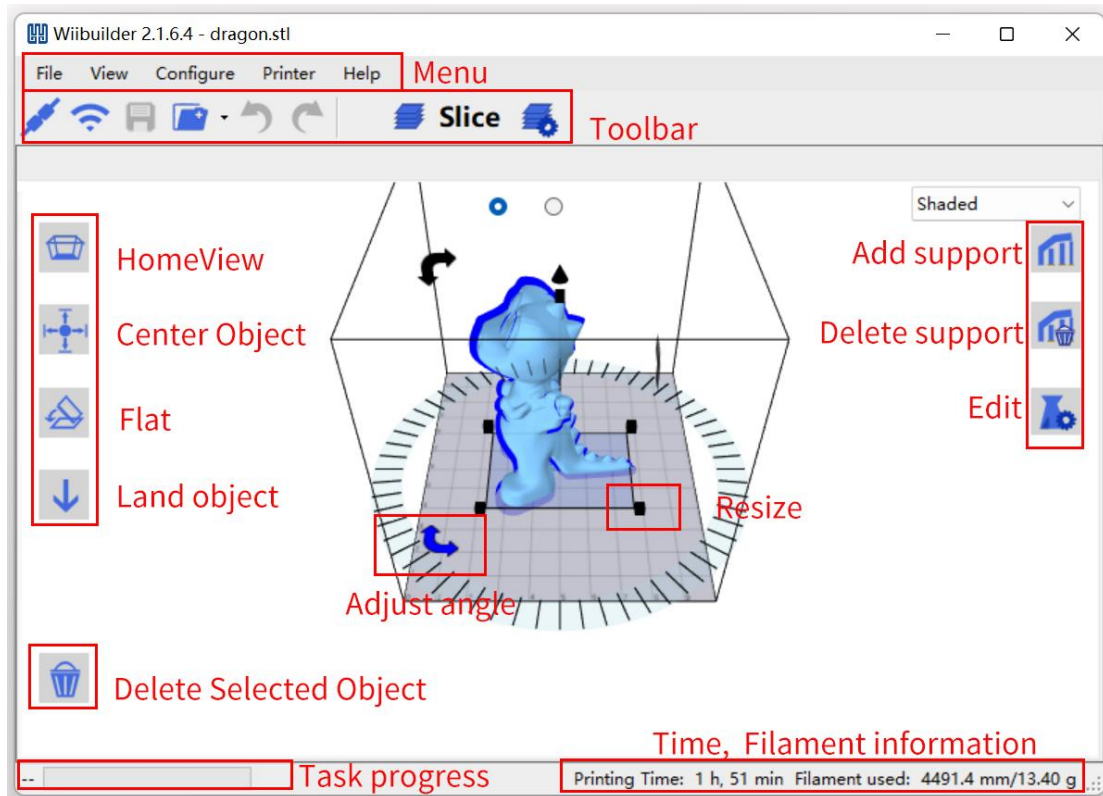 Wiibuilder 2.1.6.4 - dragon.stl
File View Configure Printer Help Menu
Slice Toolbar
Shaded
HomeView
Add support
Center Object
Delete support
Flat
Edit
Land object
Resize
Adjust angle
Delete Selected Object
Time, Filament information
-- Task progress
Printing Time: 1 h, 51 min Filament used: 4491.4 mm/13.40 g